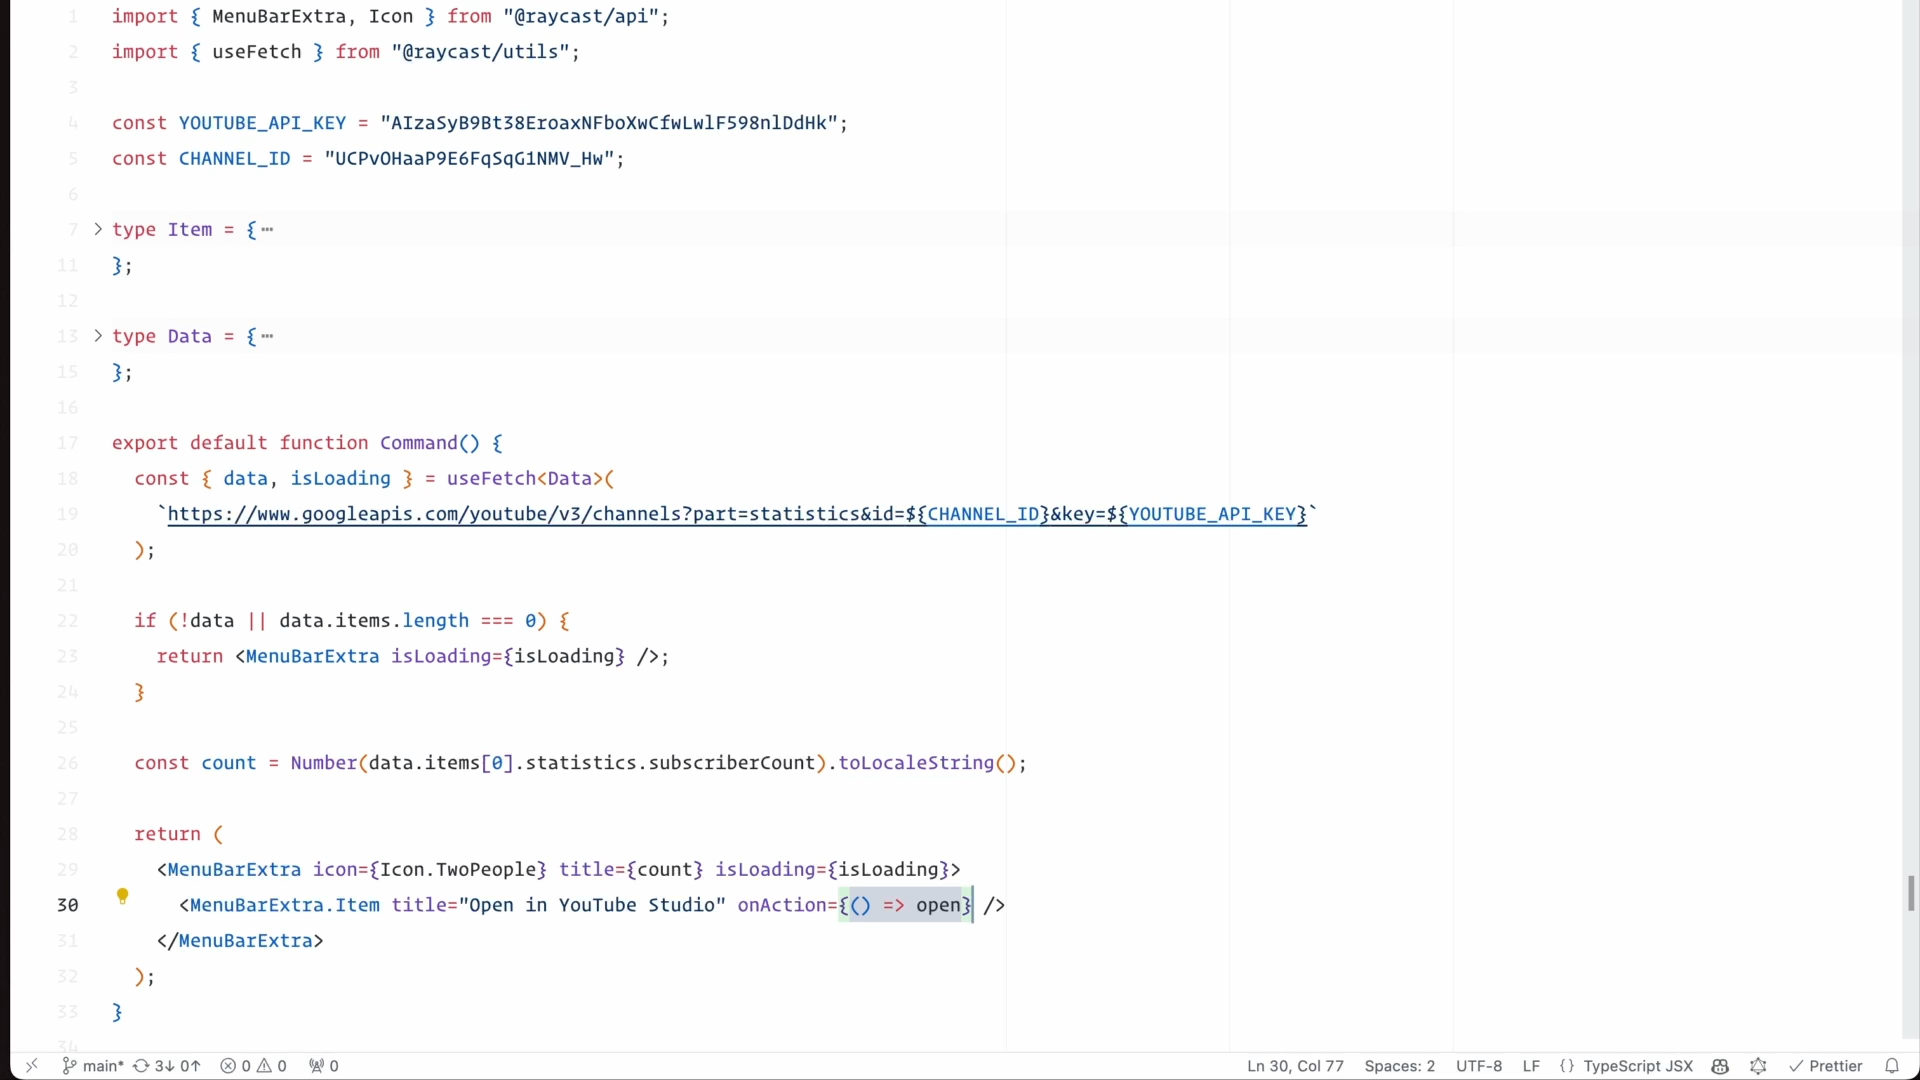 1 import { MenuBarExtra, Icon } from "@raycast/api";
2 import { useFetch } from "@raycast/utils";
3
4 const YOUTUBE_API_KEY = "AIzaSyB9Bt38EroaxNFboXwCfwLwlF598nlDdHk";
5 const CHANNEL_ID = "UCPvOHaaP9E6FqSqG1NMV_Hw";
6
7 type Item = { ⋯
11 };
12
13 type Data = { ⋯
15 };
16
17 export default function Command() {
18 const { data, isLoading } = useFetch<Data>(
19 `https://www.googleapis.com/youtube/v3/channels?part=statistics&id=${CHANNEL_ID}&key=${YOUTUBE_API_KEY}`
20 );
21
22 if (!data || data.items.length === 0) {
23 return <MenuBarExtra isLoading={isLoading} />;
24 }
25
26 const count = Number(data.items[0].statistics.subscriberCount).toLocaleString();
27
28 return (
29 <MenuBarExtra icon={Icon.TwoPeople} title={count} isLoading={isLoading}>
30 <MenuBarExtra.Item title="Open in YouTube Studio" onAction={() => open} />
31 </MenuBarExtra>
32 );
33 }
34
main* 3↓ 0↑ 0 0 0 Ln 30, Col 77 Spaces: 2 UTF-8 LF {} TypeScript JSX Prettier